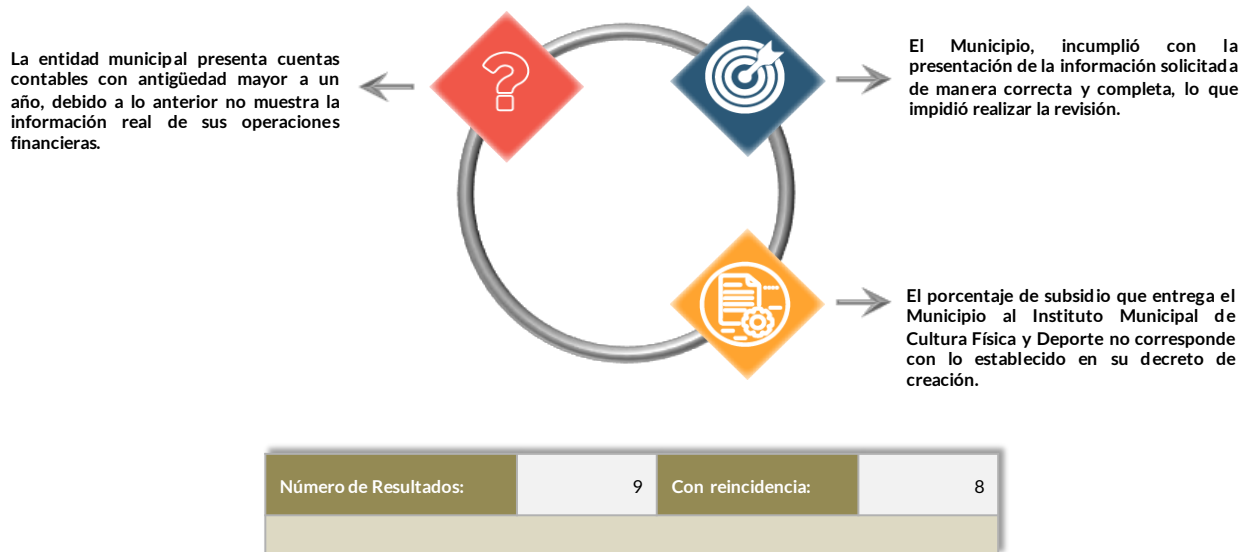 La entidad municipal presenta cuentas
contables con antigüedad mayor a un
año, debido a lo anterior no muestra la
información real de sus operaciones
financieras.
El Municipio, incumplió con la
presentación de la información solicitada
de manera correcta y completa, lo que
impidió realizar la revisión.
El porcentaje de subsidio que entrega el
Municipio al Instituto Municipal de
Cultura Física y Deporte no corresponde
con lo establecido en su decreto de
creación.
Número de Resultados: 9 Con reincidencia: 8